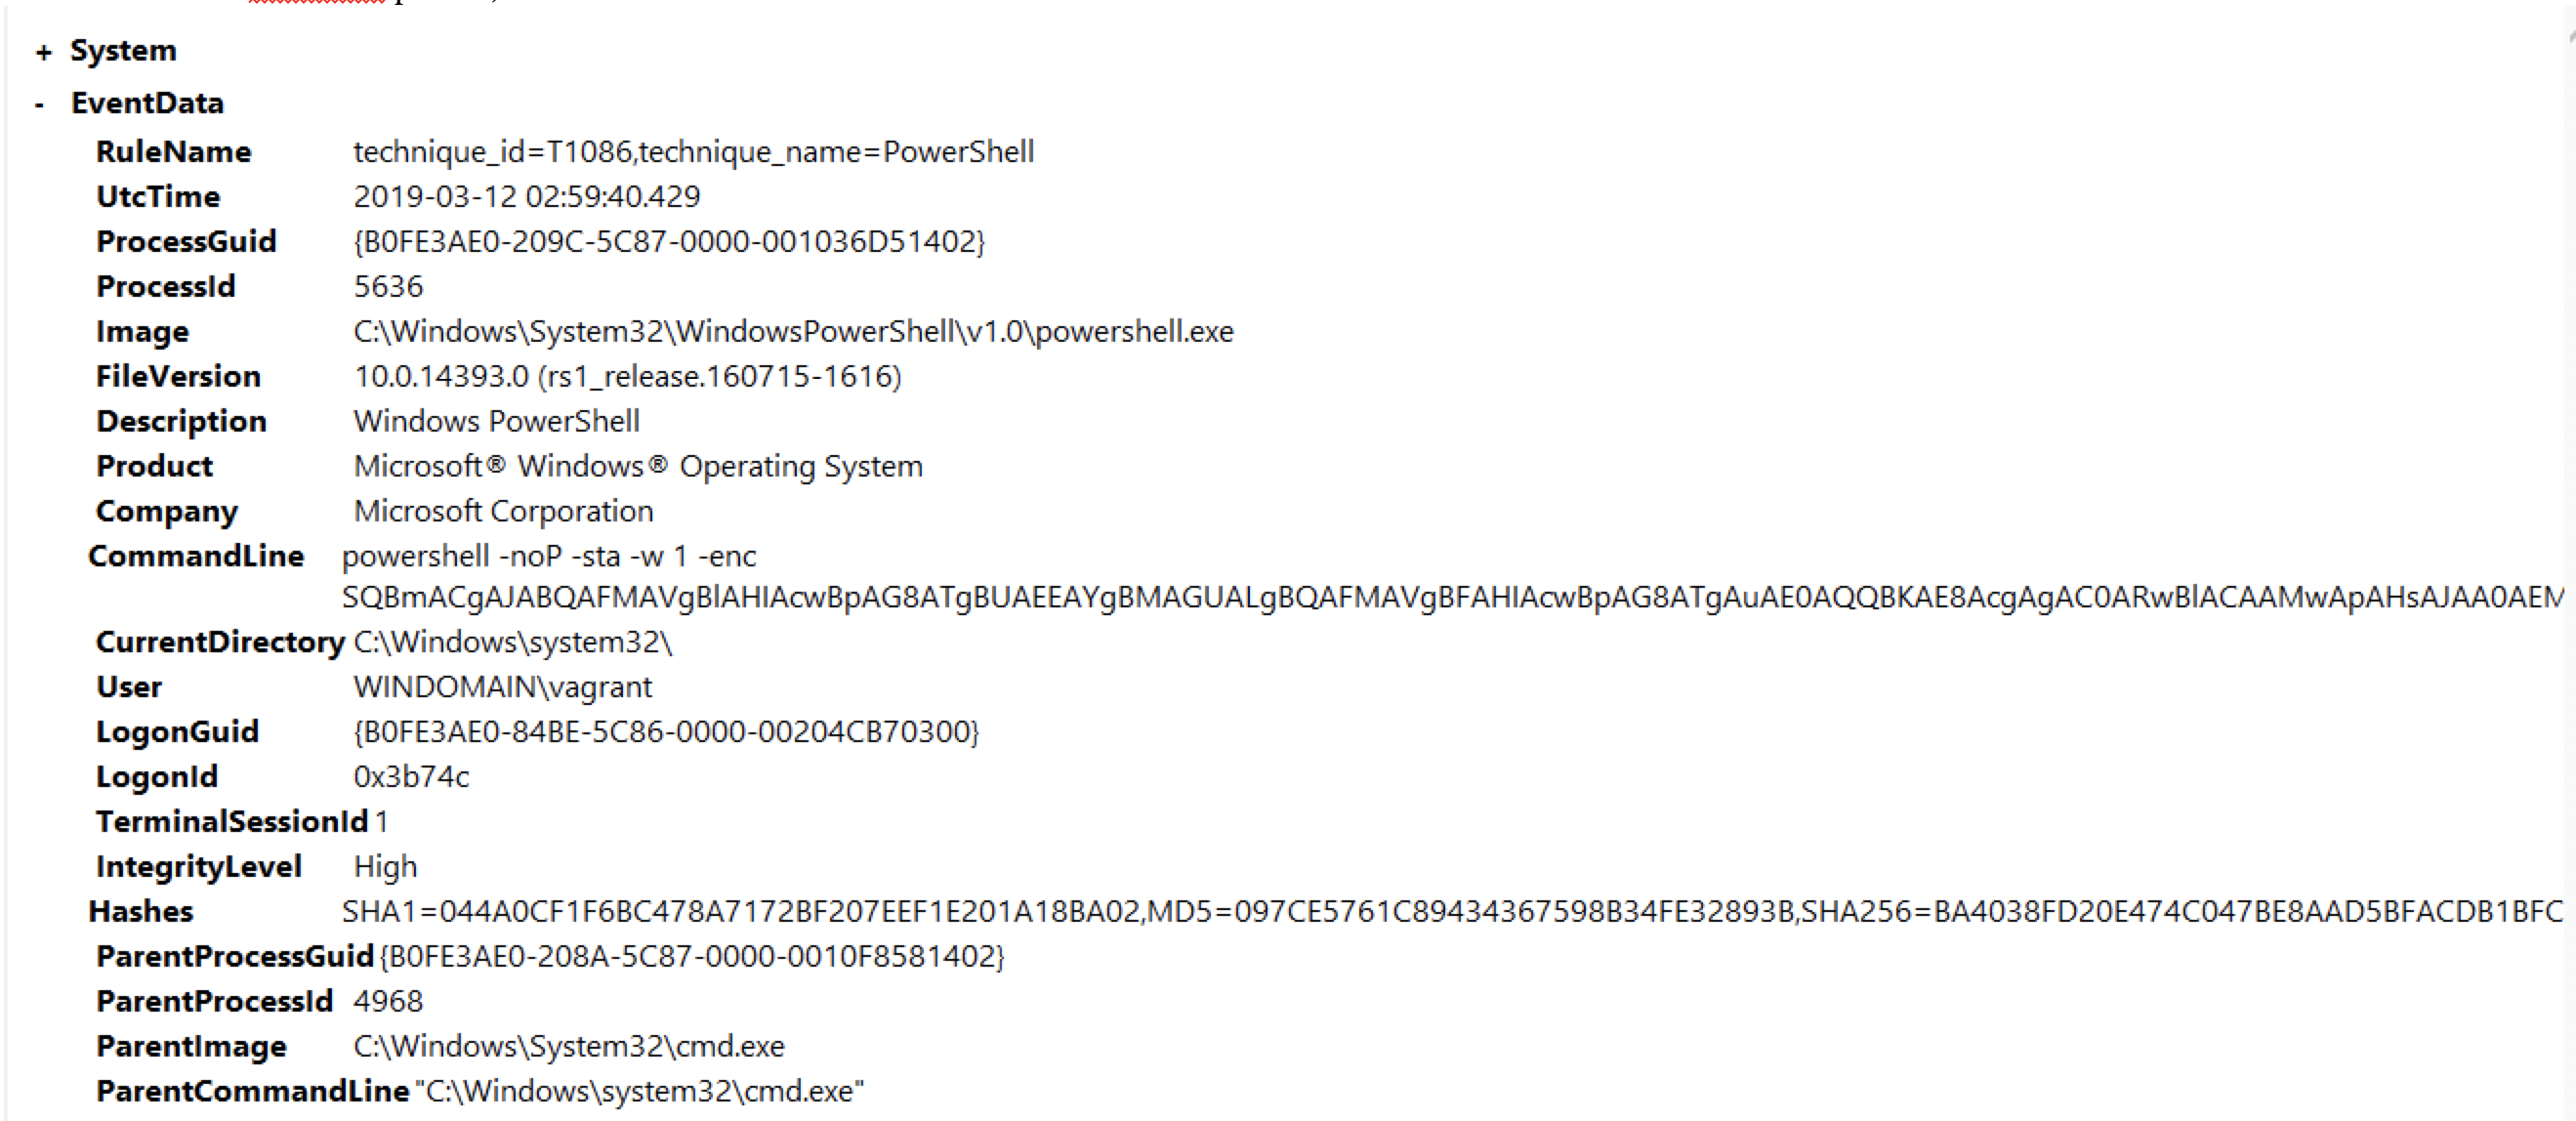 + System
- EventData
RuleName technique_id=T1086,technique_name=PowerShell
UtcTime 2019-03-12 02:59:40.429
ProcessGuid {B0FE3AE0-209C-5C87-0000-001036D51402}
ProcessId 5636
Image C:\Windows\System32\WindowsPowerShell\v1.0\powershell.exe
FileVersion 10.0.14393.0 (rs1_release.160715-1616)
Description Windows PowerShell
Product Microsoft® Windows® Operating System
Company Microsoft Corporation
CommandLine powershell -noP -sta -w 1 -enc
SQBmACgAJABQAFMAVgBlAHIAcwBpAG8ATgBUAEEAYgBMAGUALgBQAFMAVgBFAHIAcwBpAG8ATgAuAE0AQQBKAE8AcgAgAC0ARwBlACAAMwApAHsAJAA0AEM
CurrentDirectory C:\Windows\system32\
User WINDOMAIN\vagrant
LogonGuid {B0FE3AE0-84BE-5C86-0000-00204CB70300}
LogonId 0x3b74c
TerminalSessionId 1
IntegrityLevel High
Hashes SHA1=044A0CF1F6BC478A7172BF207EEF1E201A18BA02,MD5=097CE5761C89434367598B34FE32893B,SHA256=BA4038FD20E474C047BE8AAD5BFACDB1BFC
ParentProcessGuid {B0FE3AE0-208A-5C87-0000-0010F8581402}
ParentProcessId 4968
ParentImage C:\Windows\System32\cmd.exe
ParentCommandLine "C:\Windows\system32\cmd.exe"